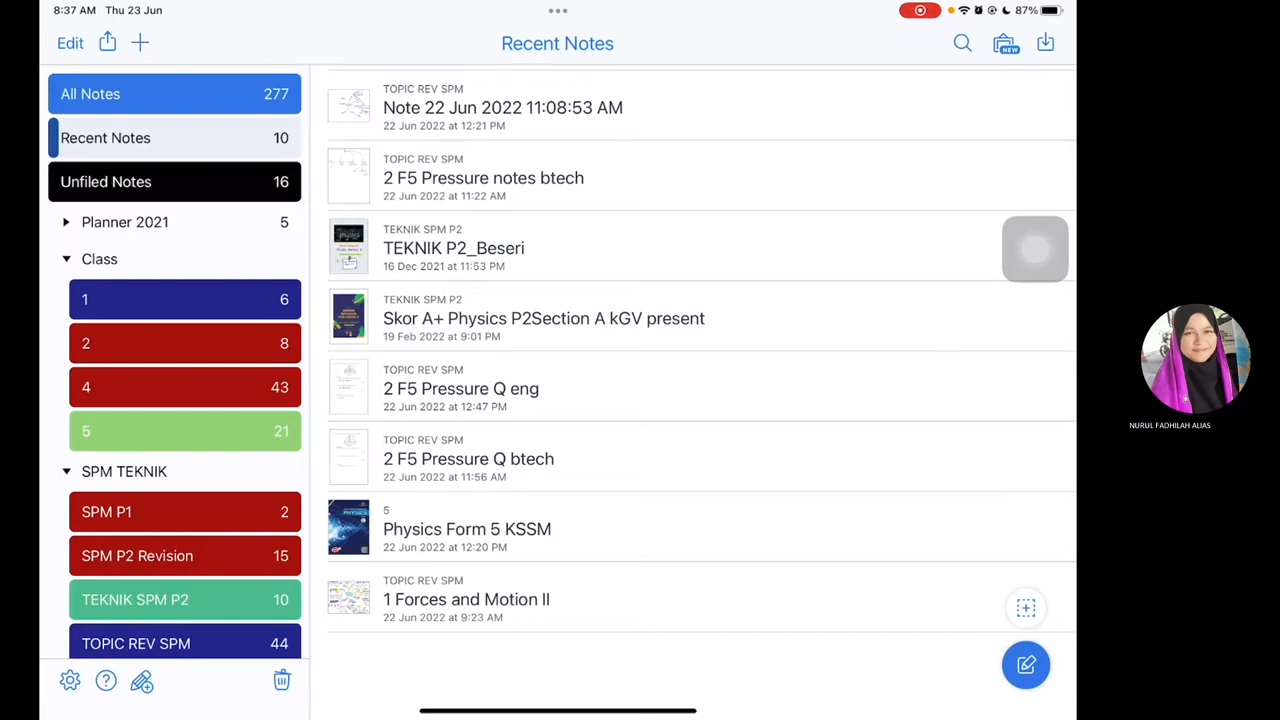 8:37 AM Thu 23 Jun
87%
Edit
Recent Notes
NEW
All Notes 277
Recent Notes 10
Unfiled Notes 16
Planner 2021 5
Class
1 6
2 8
4 43
5 21
SPM TEKNIK
SPM P1 2
SPM P2 Revision 15
TEKNIK SPM P2 10
TOPIC REV SPM 44
TOPIC REV SPM
Note 22 Jun 2022 11:08:53 AM
22 Jun 2022 at 12:21 PM
TOPIC REV SPM
2 F5 Pressure notes btech
22 Jun 2022 at 11:22 AM
TEKNIK SPM P2
TEKNIK P2_Beseri
16 Dec 2021 at 11:53 PM
TEKNIK SPM P2
Skor A+ Physics P2Section A kGV present
19 Feb 2022 at 9:01 PM
TOPIC REV SPM
2 F5 Pressure Q eng
22 Jun 2022 at 12:47 PM
TOPIC REV SPM
2 F5 Pressure Q btech
22 Jun 2022 at 11:56 AM
5
Physics Form 5 KSSM
22 Jun 2022 at 12:20 PM
TOPIC REV SPM
1 Forces and Motion II
22 Jun 2022 at 9:23 AM
NURUL FADHILAH ALIAS